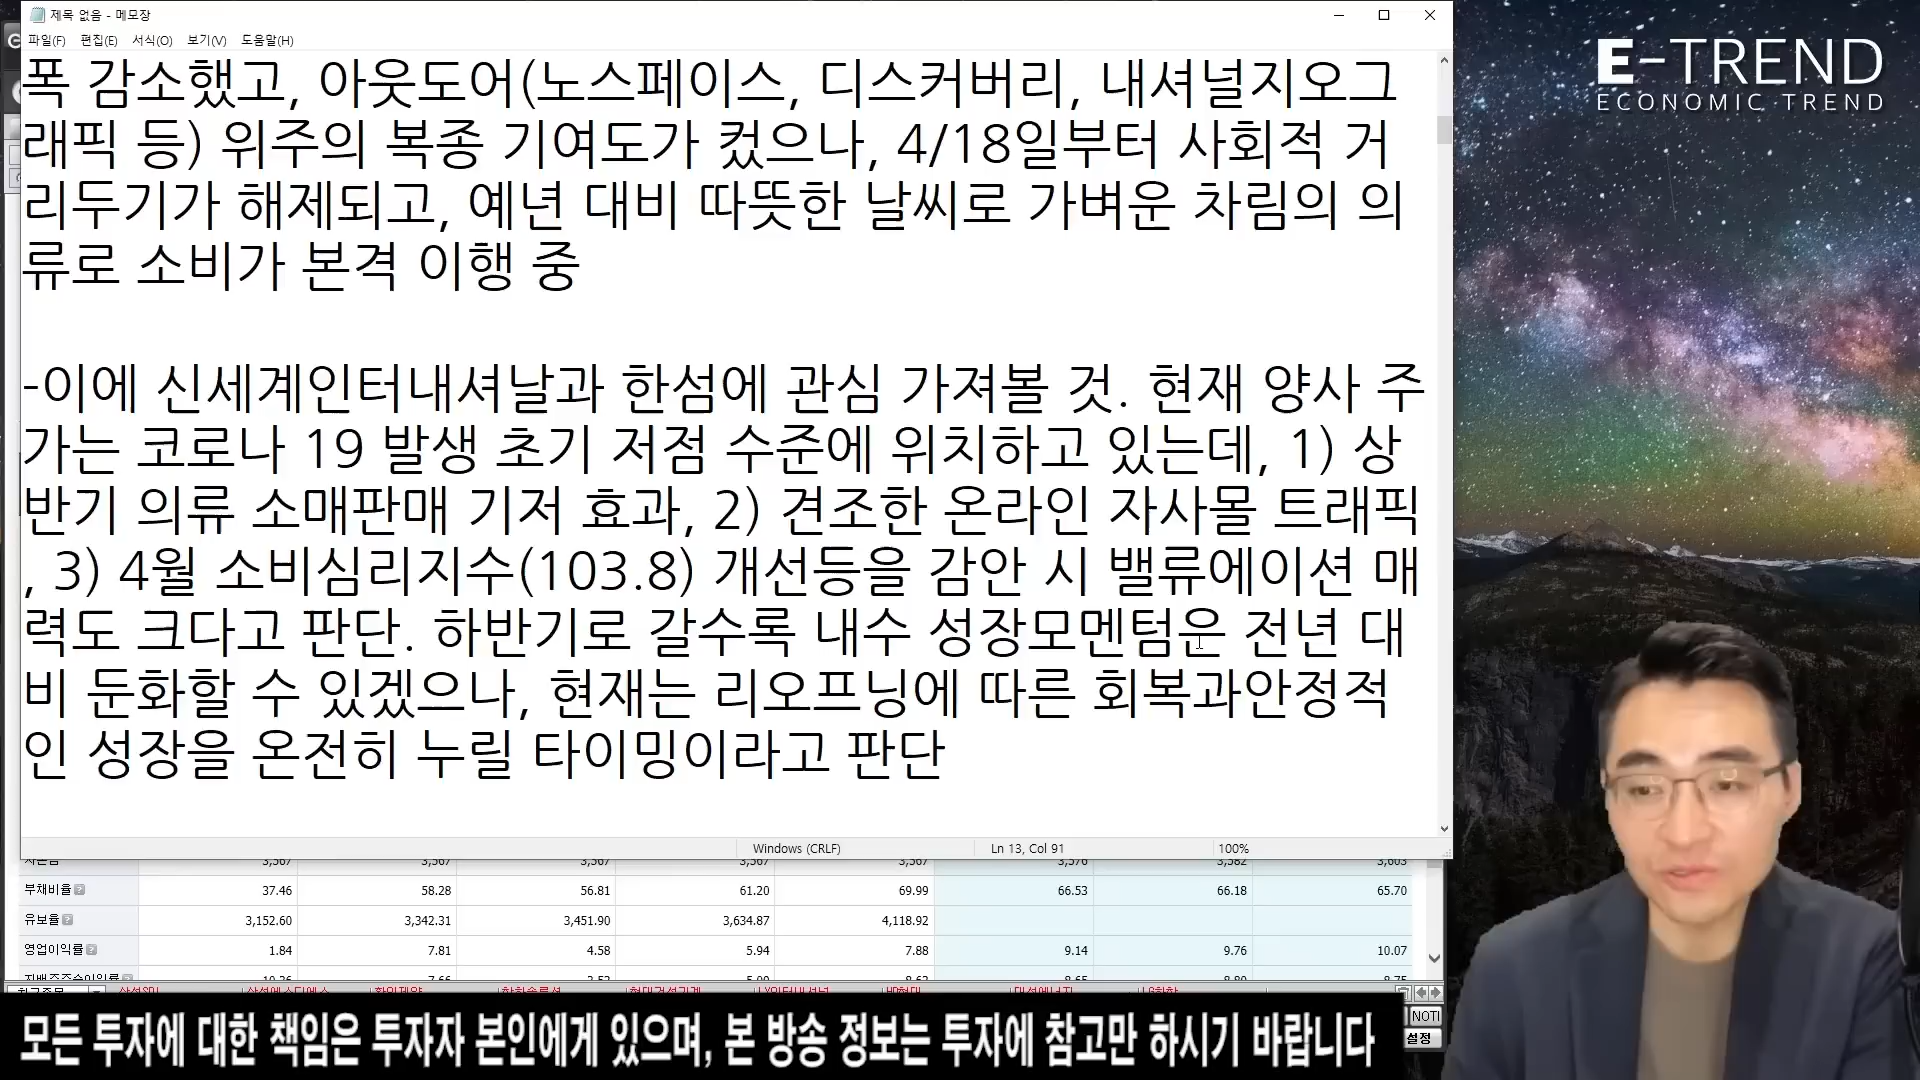 제목 없음 - 메모장
파일(F) 편집(E) 서식(O) 보기(V) 도움말(H)
폭 감소했고, 아웃도어(노스페이스, 디스커버리, 내셔널지오그
래픽 등) 위주의 복종 기여도가 컸으나, 4/18일부터 사회적 거
리두기가 해제되고, 예년 대비 따뜻한 날씨로 가벼운 차림의 의
류로 소비가 본격 이행 중
-이에 신세계인터내셔날과 한섬에 관심 가져볼 것. 현재 양사 주
가는 코로나 19 발생 초기 저점 수준에 위치하고 있는데, 1) 상
반기 의류 소매판매 기저 효과, 2) 견조한 온라인 자사몰 트래픽
, 3) 4월 소비심리지수(103.8) 개선등을 감안 시 밸류에이션 매
력도 크다고 판단. 하반기로 갈수록 내수 성장모멘텀은 전년 대
비 둔화할 수 있겠으나, 현재는 리오프닝에 따른 회복과안정적
인 성장을 온전히 누릴 타이밍이라고 판단
Windows (CRLF) Ln 13, Col 91 100%
부채비율 37.46 58.28 56.81 61.20 69.99 66.53 66.18 65.70
유보율 3,152.60 3,342.31 3,451.90 3,634.87 4,118.92
영업이익률 1.84 7.81 4.58 5.94 7.88 9.14 9.76 10.07
NOTI
설정
모든 투자에 대한 책임은 투자자 본인에게 있으며, 본 방송 정보는 투자에 참고만 하시기 바랍니다
E-TREND
ECONOMIC TREND